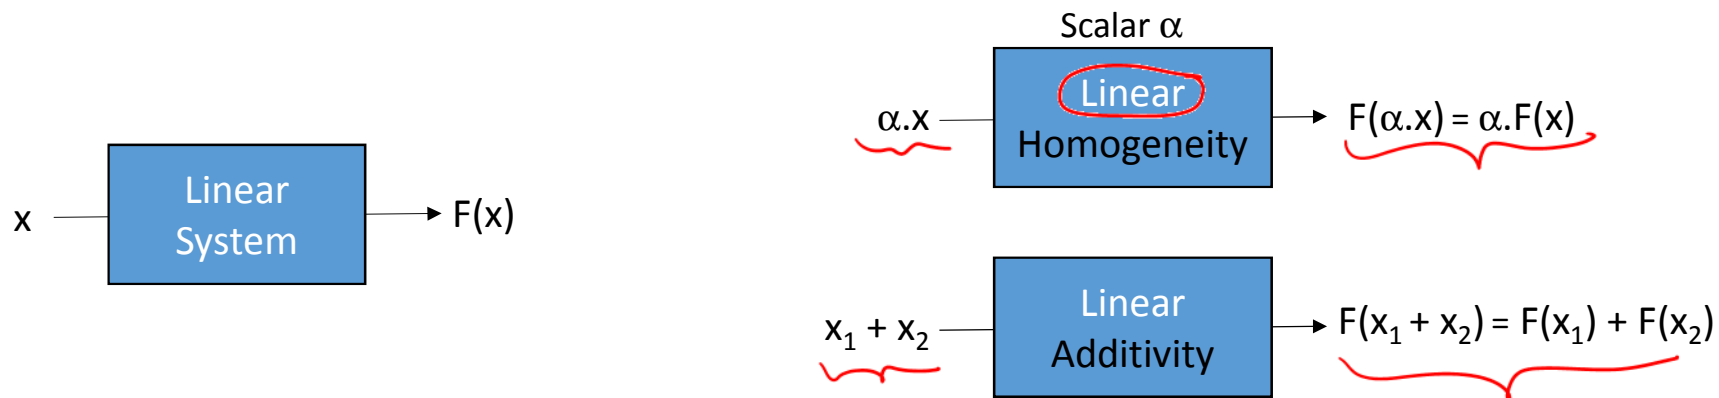 x
Linear
System
F(x)
Scalar α
α.x
Linear
Homogeneity
F(α.x) = α.F(x)
x₁ + x₂
Linear
Additivity
F(x₁ + x₂) = F(x₁) + F(x₂)